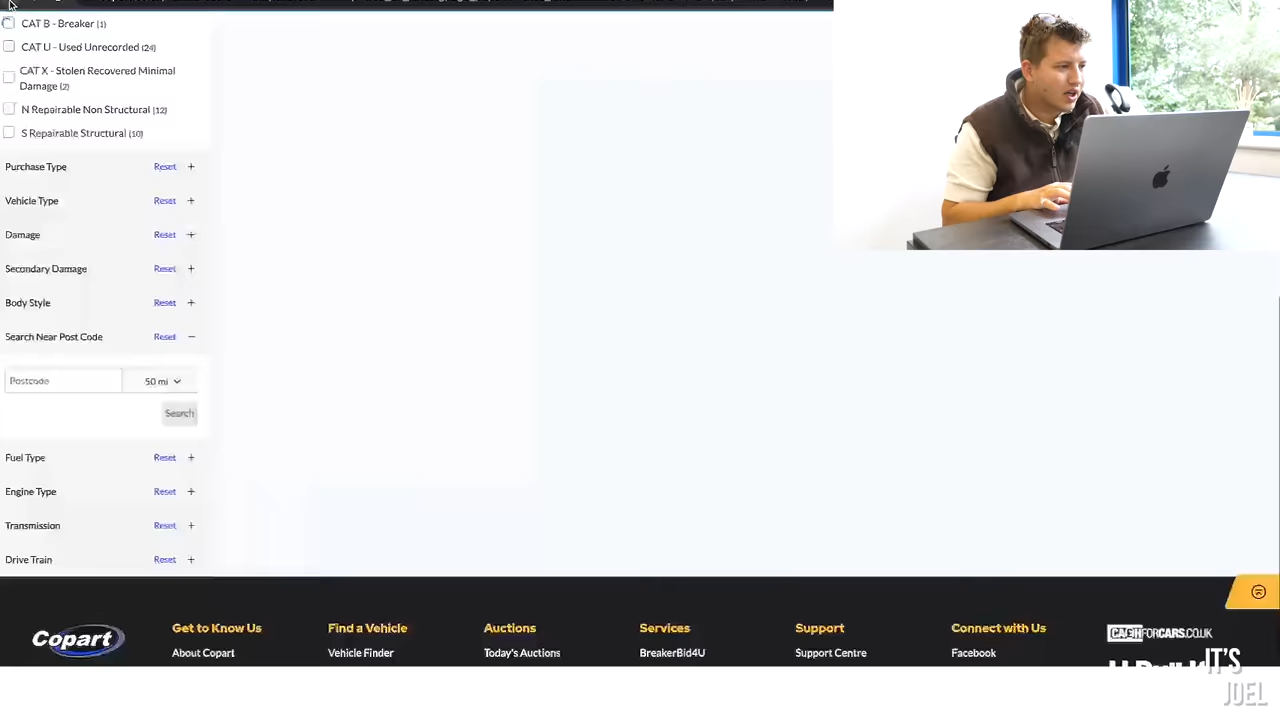 CAT B - Breaker (1)
CAT U - Used Unrecorded (24)
CAT X - Stolen Recovered Minimal
Damage (2)
N Repairable Non Structural (12)
S Repairable Structural (10)
Purchase Type Reset +
Vehicle Type Reset +
Damage Reset +
Secondary Damage Reset +
Body Style Reset +
Search Near Post Code Reset −
Postcode 50 mi
Search
Fuel Type Reset +
Engine Type Reset +
Transmission Reset +
Drive Train Reset +
Copart
Get to Know Us
About Copart
Find a Vehicle
Vehicle Finder
Auctions
Today's Auctions
Services
BreakerBid4U
Support
Support Centre
Connect with Us
Facebook
CASHFORCARS.CO.UK
IT'S
JOEL